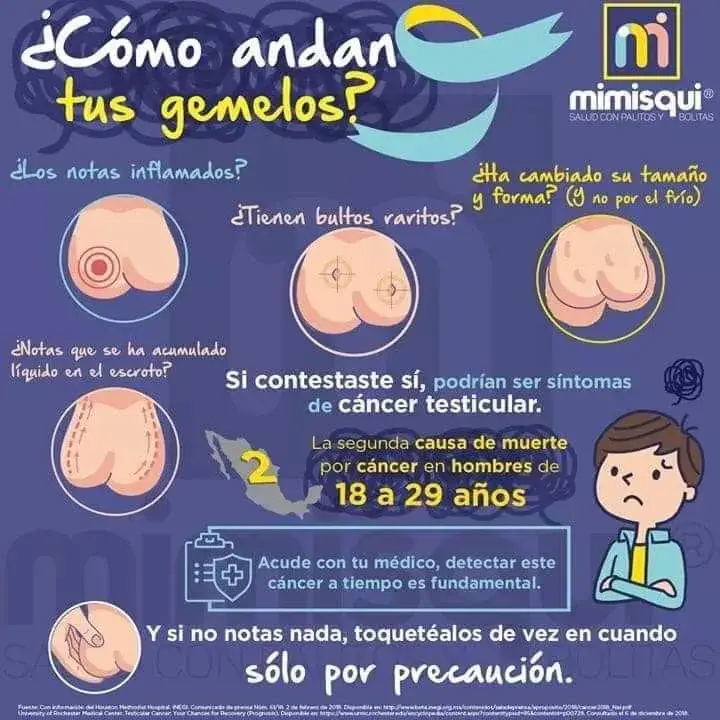 ¿Cómo andan
tus gemelos?
mimisqui®
SALUD CON PALITOS Y BOLITAS
¿Los notas inflamados?
¿Tienen bultos raritos?
¿Ha cambiado su tamaño
y forma? (Y no por el frío)
¿Notas que se ha acumulado
líquido en el escroto?
Si contestaste sí, podrían ser síntomas
de cáncer testicular.
2
La segunda causa de muerte
por cáncer en hombres de
18 a 29 años
Acude con tu médico, detectar este
cáncer a tiempo es fundamental.
Y si no notas nada, toquetéalos de vez en cuando
sólo por precaución.
Fuente: Con información del Houston Methodist Hospital. INEGI. Comunicado de prensa Núm. 61/18. 2 de febrero de 2018. Disponible en:
University of Rochester Medical Center. Testicular Cancer: Your Chances for Recovery (Prognosis). Disponible en: Consultado el 6 de diciembre de 2018.